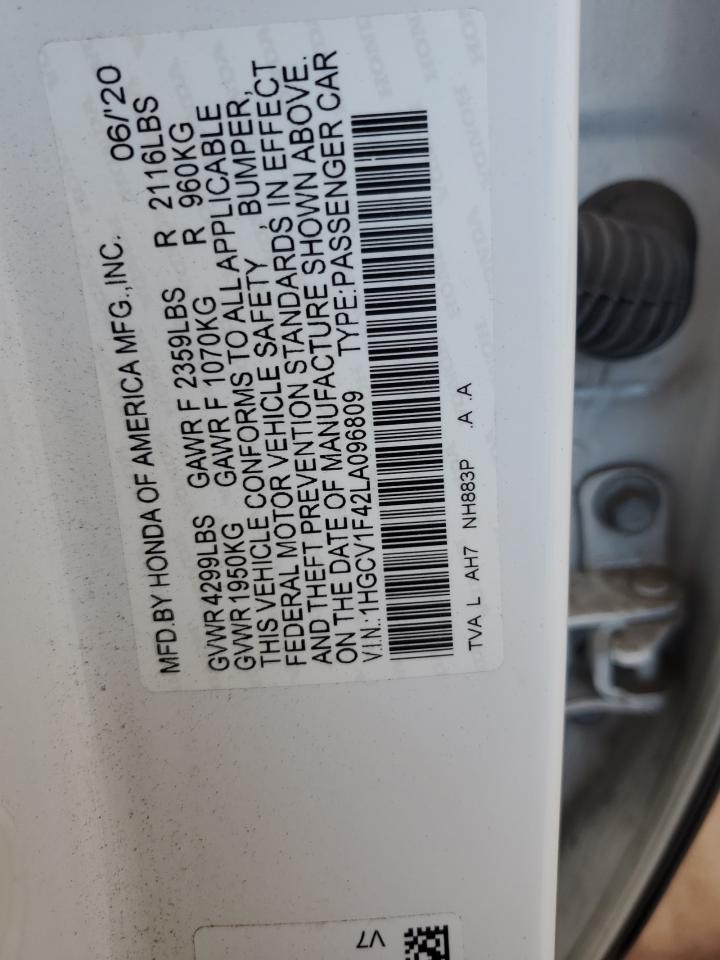 MFD.BY HONDA OF AMERICA MFG.,INC. 06/'20
GVWR 4299LBS GAWR F 2359LBS R 2116LBS
GVWR 1950KG GAWR F 1070KG R 960KG
THIS VEHICLE CONFORMS TO ALL APPLICABLE
FEDERAL MOTOR VEHICLE SAFETY, BUMPER,
AND THEFT PREVENTION STANDARDS IN EFFECT
ON THE DATE OF MANUFACTURE SHOWN ABOVE.
V.I.N.:1HGCV1F42LA096809 TYPE:PASSENGER CAR
TVA L AH7 NH883P .A .A
V7